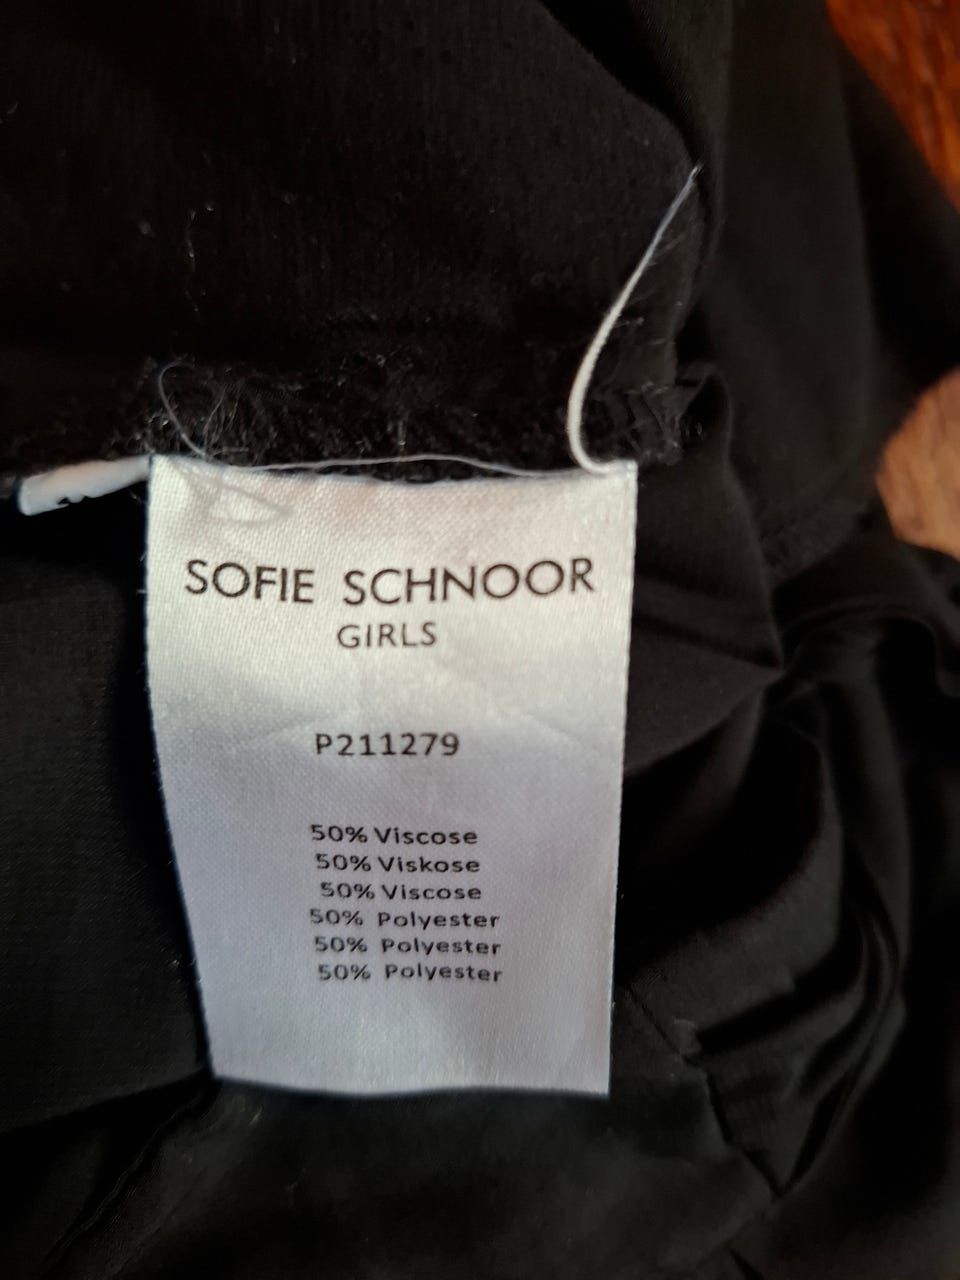 SOFIE SCHNOOR
GIRLS
P211279
50% Viscose
50% Viskose
50% Viscose
50% Polyester
50% Polyester
50% Polyester